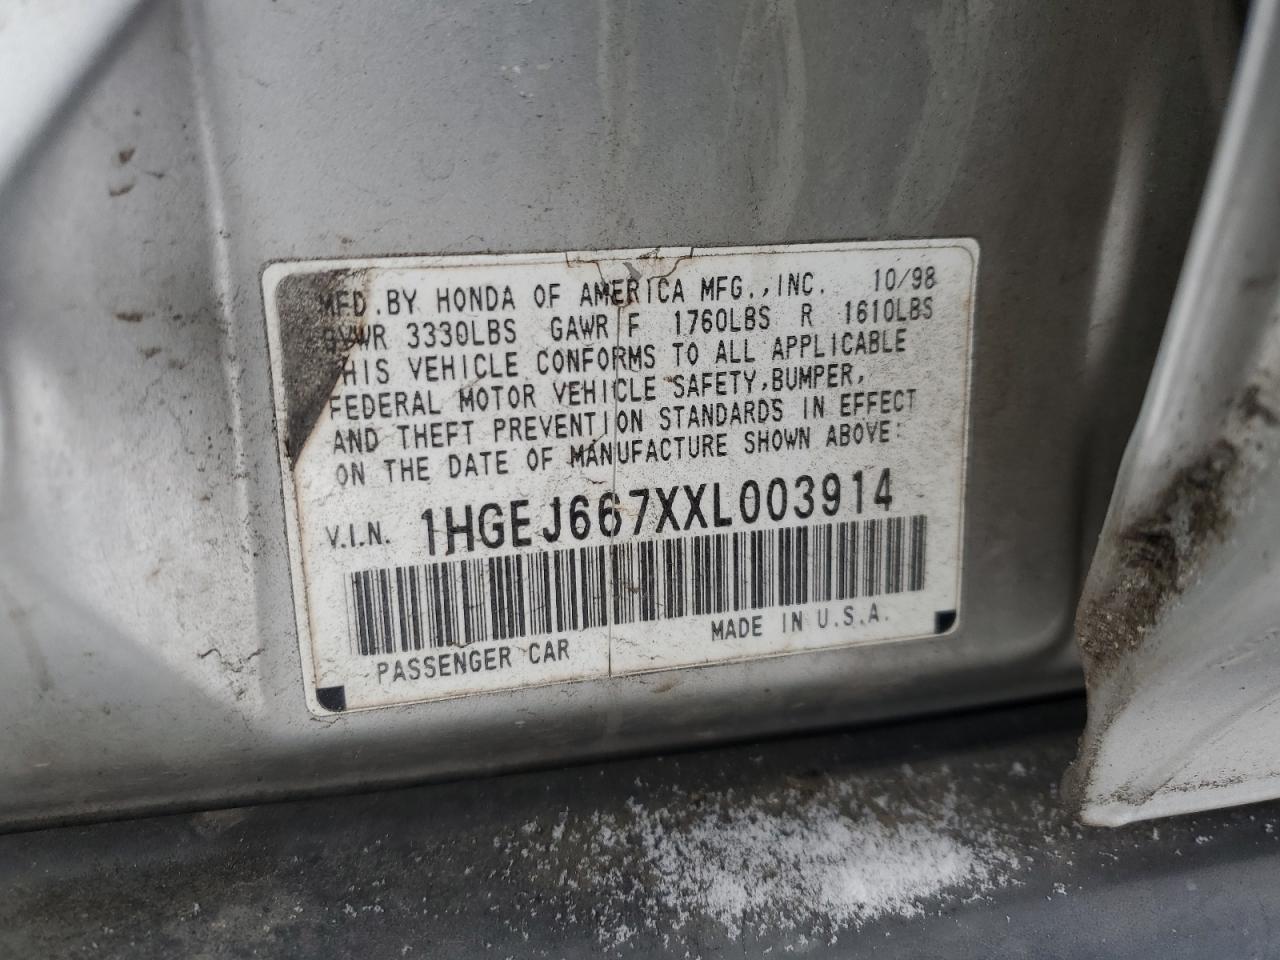 MFD.BY HONDA OF AMERICA MFG.,INC. 10/98
GVWR 3330LBS GAWR F 1760LBS R 1610LBS
THIS VEHICLE CONFORMS TO ALL APPLICABLE
FEDERAL MOTOR VEHICLE SAFETY,BUMPER,
AND THEFT PREVENTION STANDARDS IN EFFECT
ON THE DATE OF MANUFACTURE SHOWN ABOVE:
V.I.N. 1HGEJ667XXL003914
PASSENGER CAR MADE IN U.S.A.